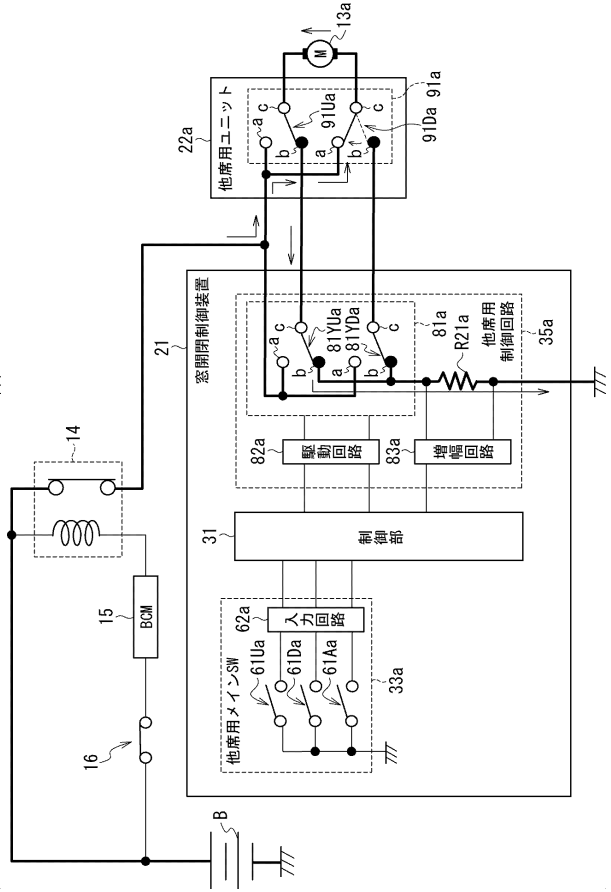 B
16
15
BCM
14
21
窓開閉制御装置
他席用メインSW
61Ua
61Da
61Aa
62a
入力回路
33a
31
制御部
82a
駆動回路
83a
増幅回路
a
b
c
81YUa
81YDa
a
b
c
81a
R21a
他席用
制御回路
35a
22a
他席用ユニット
a
b
c
91Ua
a
b
c
91Da
91a
M
13a